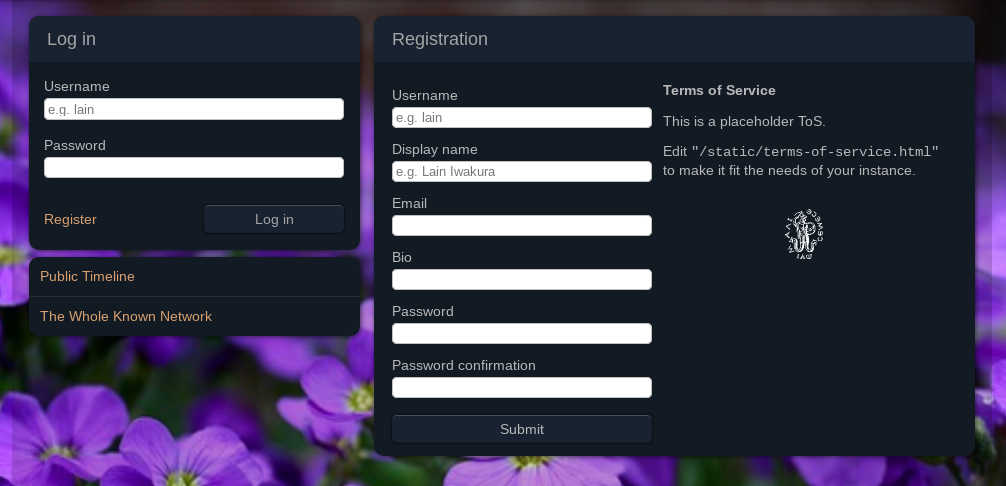 Log in
Username
e.g. lain
Password
Register
Log in
Public Timeline
The Whole Known Network
Registration
Username
e.g. lain
Display name
e.g. Lain Iwakura
Email
Bio
Password
Password confirmation
Submit
Terms of Service
This is a placeholder ToS.
Edit "/static/terms-of-service.html"
to make it fit the needs of your instance.